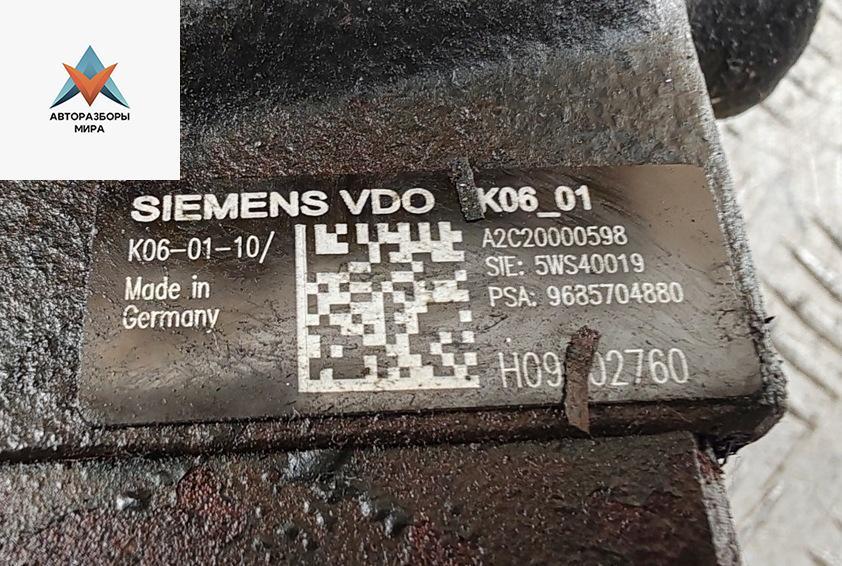 АВТОРАЗБОРЫ
МИРА
SIEMENS VDO K06_01
K06-01-10/
A2C20000598
SIE: 5WS40019
Made in
Germany
PSA: 9685704880